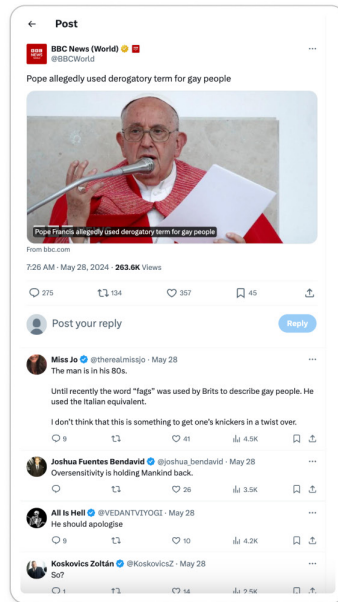 ← Post
BBC NEWS
BBC News (World)
@BBCWorld
Pope allegedly used derogatory term for gay people
Pope Francis allegedly used derogatory term for gay people
From bbc.com
7:26 AM · May 28, 2024 · 263.6K Views
275 134 357 45
Post your reply
Reply
Miss Jo @therealmissjo · May 28
The man is in his 80s.
Until recently the word “fags” was used by Brits to describe gay people. He
used the Italian equivalent.
I don't think that this is something to get one's knickers in a twist over.
9 41 4.5K
Joshua Fuentes Bendavid @joshua_bendavid · May 28
Oversensitivity is holding Mankind back.
26 3.5K
All Is Hell @VEDANTVIYOGI · May 28
He should apologise
9 10 4.2K
Koskovics Zoltán @KoskovicsZ · May 28
So?
1 14 2.5K